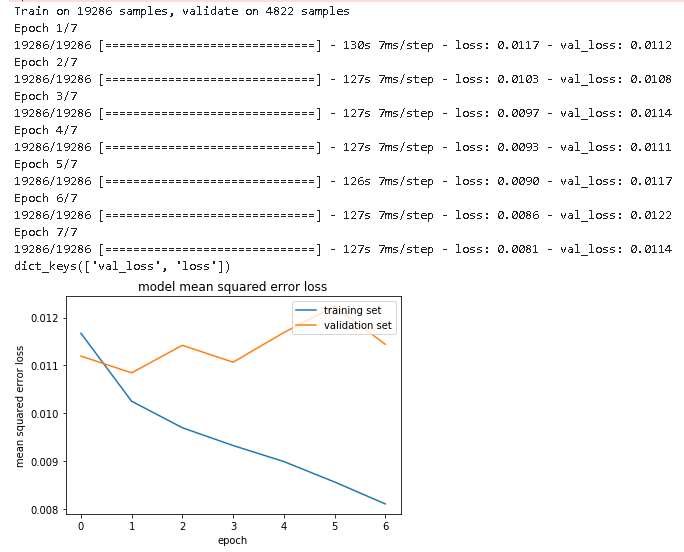 Train on 19286 samples, validate on 4822 samples
Epoch 1/7
19286/19286 [==============================] - 130s 7ms/step - loss: 0.0117 - val_loss: 0.0112
Epoch 2/7
19286/19286 [==============================] - 127s 7ms/step - loss: 0.0103 - val_loss: 0.0108
Epoch 3/7
19286/19286 [==============================] - 127s 7ms/step - loss: 0.0097 - val_loss: 0.0114
Epoch 4/7
19286/19286 [==============================] - 127s 7ms/step - loss: 0.0093 - val_loss: 0.0111
Epoch 5/7
19286/19286 [==============================] - 126s 7ms/step - loss: 0.0090 - val_loss: 0.0117
Epoch 6/7
19286/19286 [==============================] - 127s 7ms/step - loss: 0.0086 - val_loss: 0.0122
Epoch 7/7
19286/19286 [==============================] - 127s 7ms/step - loss: 0.0081 - val_loss: 0.0114
dict_keys(['val_loss', 'loss'])
model mean squared error loss
training set
validation set
0.012
0.011
0.010
0.009
0.008
mean squared error loss
0 1 2 3 4 5 6
epoch